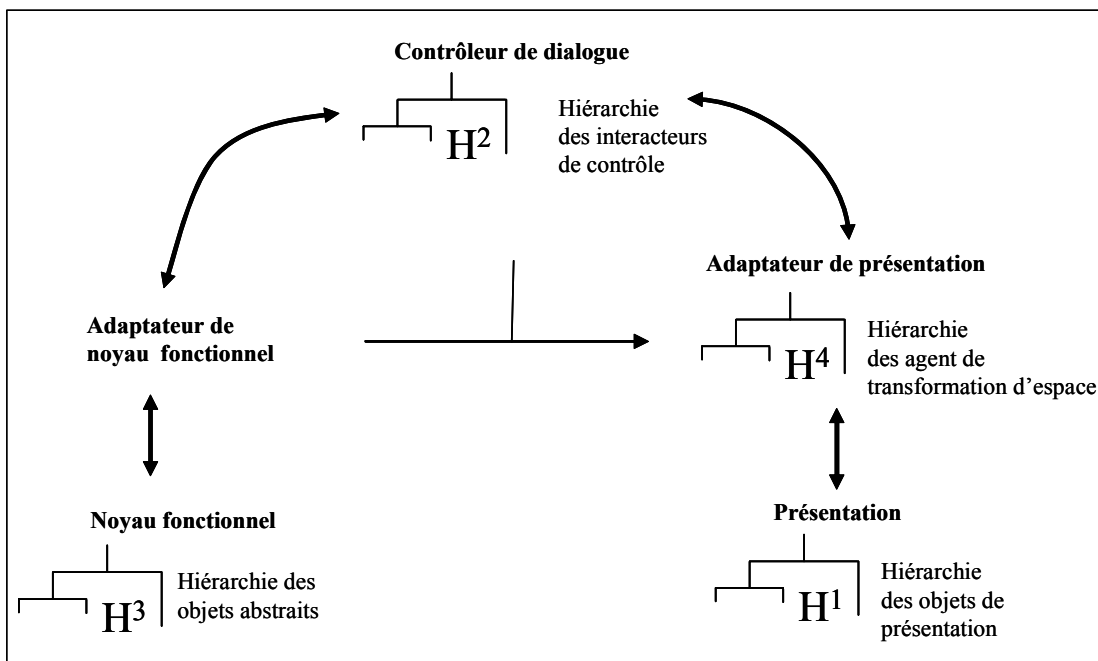 Contrôleur de dialogue
H²
Hiérarchie
des interacteurs
de contrôle
Adaptateur de
noyau fonctionnel
Adaptateur de présentation
H⁴
Hiérarchie
des agent de
transformation d’espace
Noyau fonctionnel
H³
Hiérarchie des
objets abstraits
Présentation
H¹
Hiérarchie
des objets de
présentation